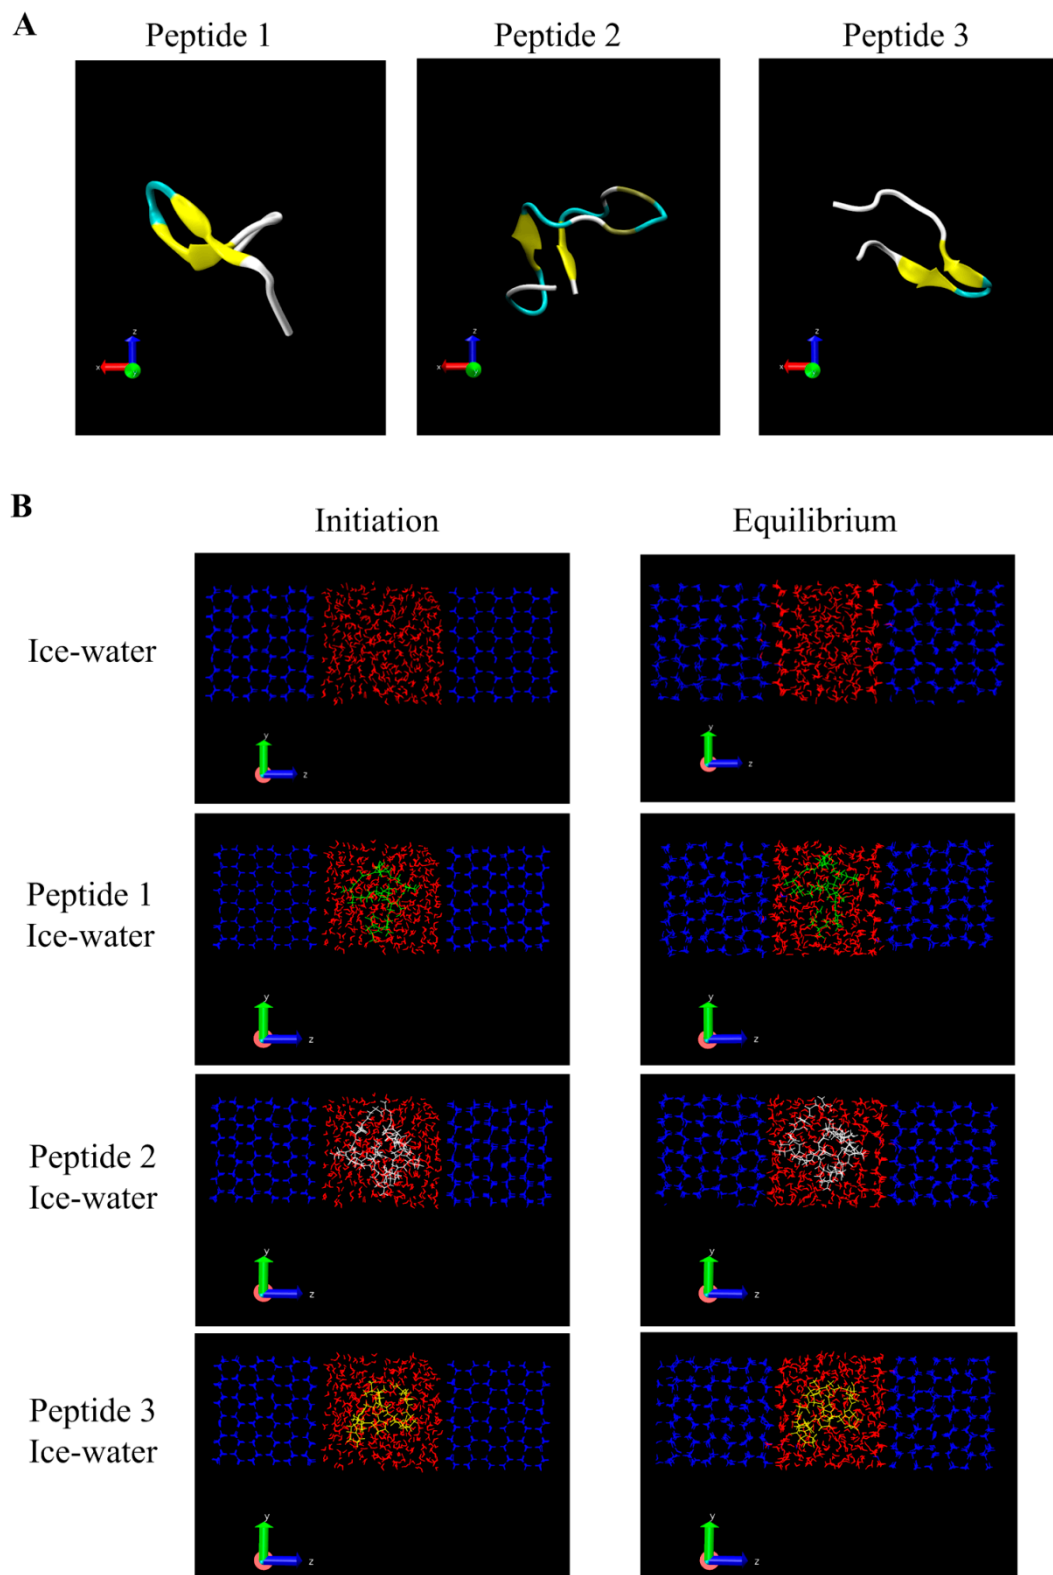 A
Peptide 1
Peptide 2
Peptide 3
z
x
z
x
z
x
B
Initiation
Equilibrium
Ice-water
y
z
y
z
Peptide 1
Ice-water
y
z
y
z
Peptide 2
Ice-water
y
z
y
z
Peptide 3
Ice-water
y
z
y
z